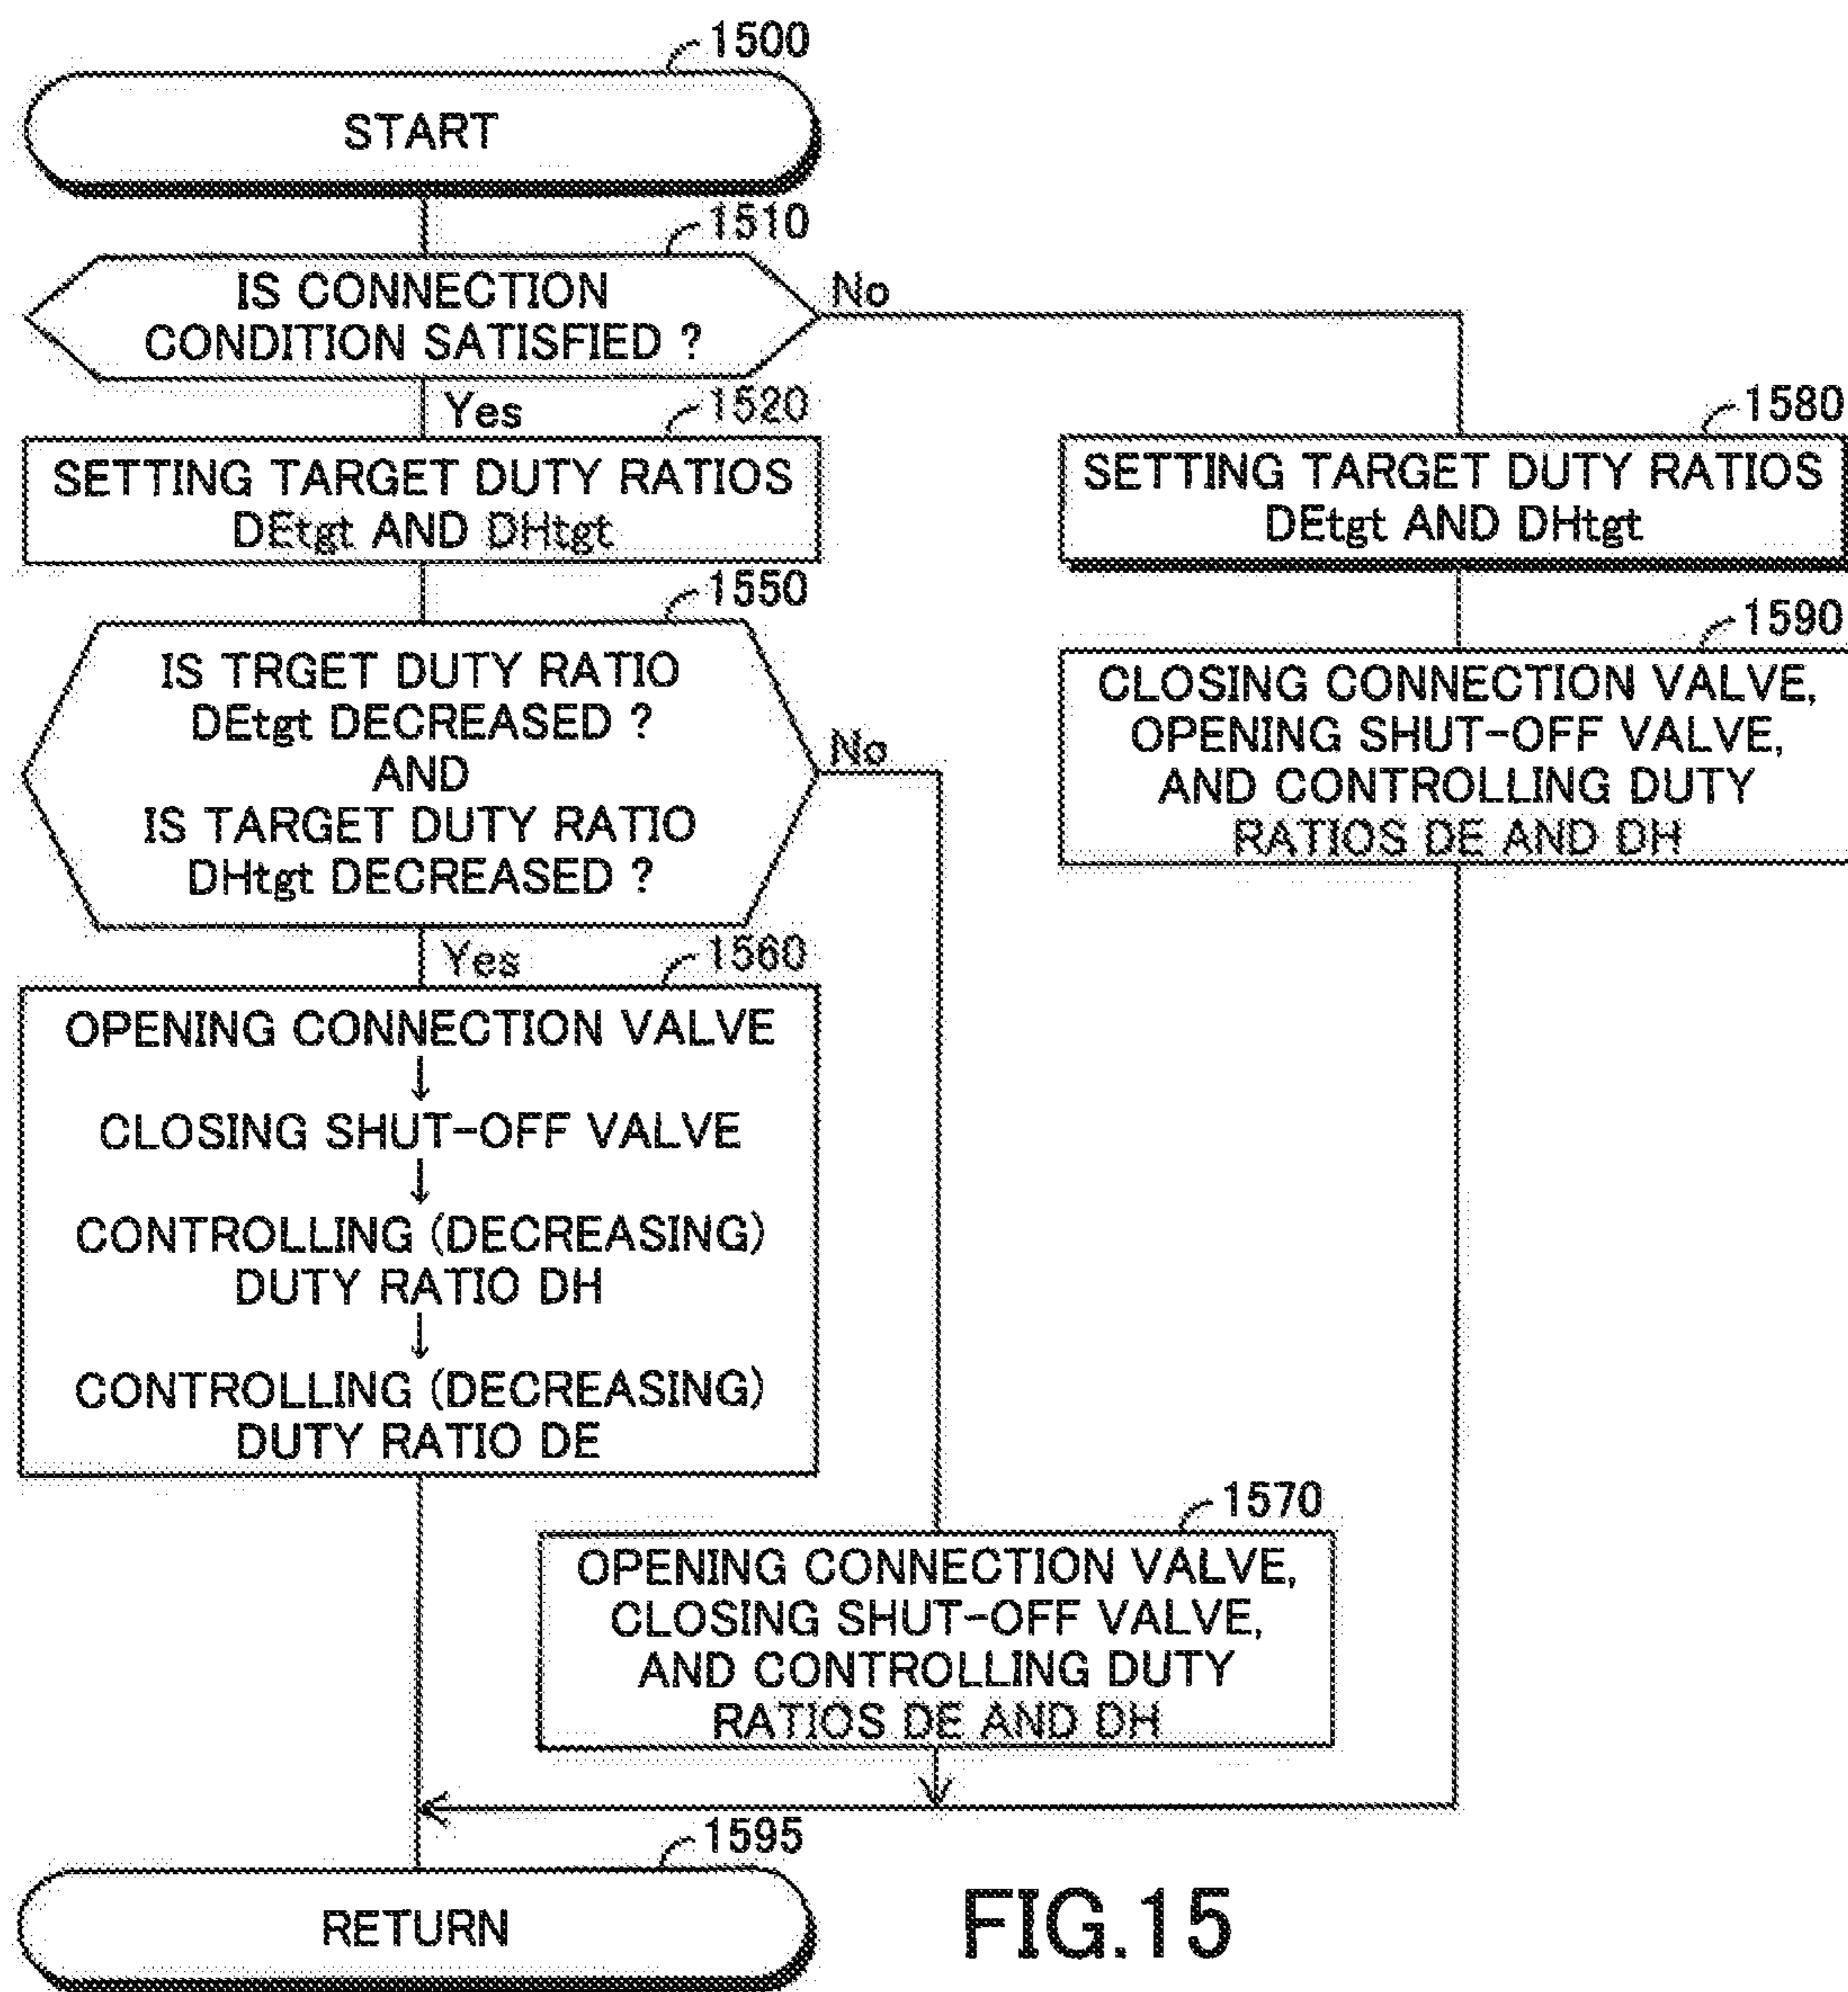 1500
START
1510
IS CONNECTION
CONDITION SATISFIED ?
No
Yes
1520
SETTING TARGET DUTY RATIOS
DEtgt AND DHtgt
1580
SETTING TARGET DUTY RATIOS
DEtgt AND DHtgt
1550
IS TRGET DUTY RATIO
DEtgt DECREASED ?
AND
IS TARGET DUTY RATIO
DHtgt DECREASED ?
No
1590
CLOSING CONNECTION VALVE,
OPENING SHUT-OFF VALVE,
AND CONTROLLING DUTY
RATIOS DE AND DH
Yes
1560
OPENING CONNECTION VALVE
↓
CLOSING SHUT-OFF VALVE
↓
CONTROLLING (DECREASING)
DUTY RATIO DH
↓
CONTROLLING (DECREASING)
DUTY RATIO DE
1570
OPENING CONNECTION VALVE,
CLOSING SHUT-OFF VALVE,
AND CONTROLLING DUTY
RATIOS DE AND DH
1595
RETURN
FIG.15